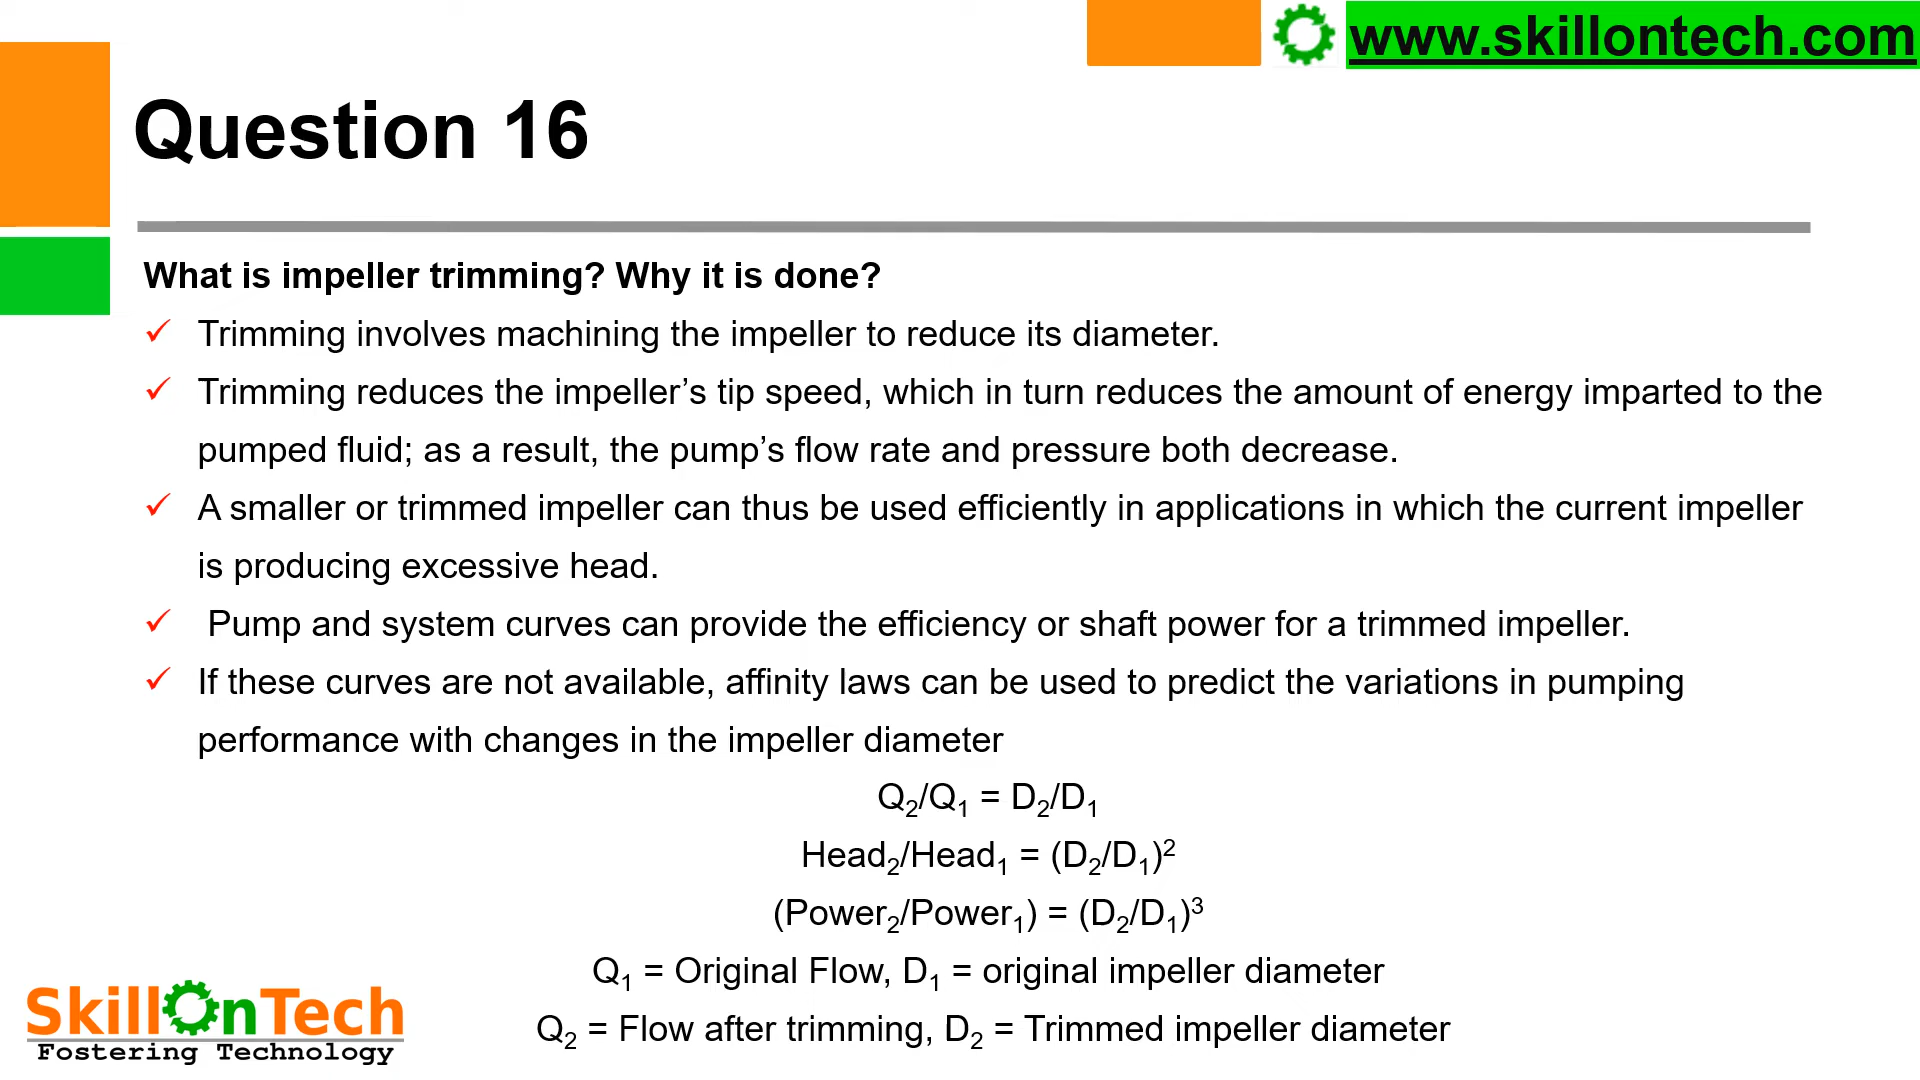 www.skillontech.com
Question 16
What is impeller trimming? Why it is done?
✓ Trimming involves machining the impeller to reduce its diameter.
✓ Trimming reduces the impeller’s tip speed, which in turn reduces the amount of energy imparted to the
pumped fluid; as a result, the pump’s flow rate and pressure both decrease.
✓ A smaller or trimmed impeller can thus be used efficiently in applications in which the current impeller
is producing excessive head.
✓ Pump and system curves can provide the efficiency or shaft power for a trimmed impeller.
✓ If these curves are not available, affinity laws can be used to predict the variations in pumping
performance with changes in the impeller diameter
Q₂/Q₁ = D₂/D₁
Head₂/Head₁ = (D₂/D₁)²
(Power₂/Power₁) = (D₂/D₁)³
Q₁ = Original Flow, D₁ = original impeller diameter
Q₂ = Flow after trimming, D₂ = Trimmed impeller diameter
SkillOnTech
Fostering Technology